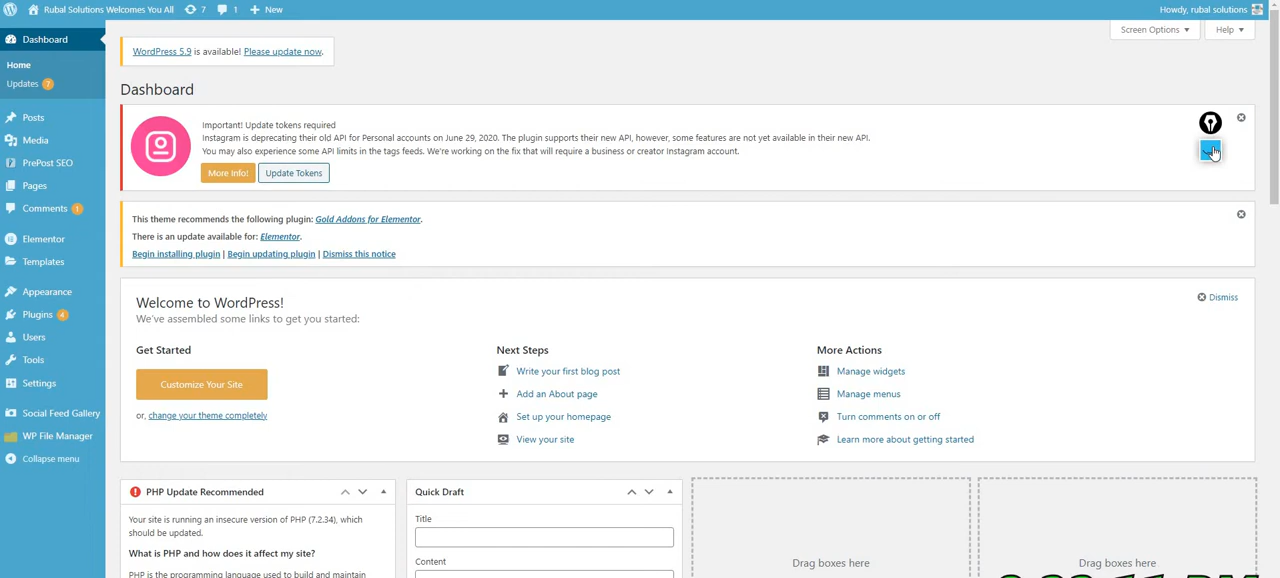 Rubal Solutions Welcomes You All 7 1 + New
Howdy, rubal solutions
Dashboard
Home
Updates 7
Posts
Media
PrePost SEO
Pages
Comments 1
Elementor
Templates
Appearance
Plugins 4
Users
Tools
Settings
Social Feed Gallery
WP File Manager
Collapse menu
Screen Options ▼
Help ▼
WordPress 5.9 is available! Please update now.
Dashboard
Important! Update tokens required
Instagram is deprecating their old API for Personal accounts on June 29, 2020. The plugin supports their new API, however, some features are not yet available in their new API.
You may also experience some API limits in the tags feeds. We're working on the fix that will require a business or creator Instagram account.
More Info! Update Tokens
This theme recommends the following plugin: Gold Addons for Elementor.
There is an update available for: Elementor.
Begin installing plugin | Begin updating plugin | Dismiss this notice
Welcome to WordPress!
Dismiss
We've assembled some links to get you started:
Get Started
Customize Your Site
or, change your theme completely
Next Steps
Write your first blog post
Add an About page
Set up your homepage
View your site
More Actions
Manage widgets
Manage menus
Turn comments on or off
Learn more about getting started
PHP Update Recommended
Your site is running an insecure version of PHP (7.2.34), which
should be updated.
What is PHP and how does it affect my site?
PHP is the programming language used to build and maintain
Quick Draft
Title
Content
Drag boxes here
Drag boxes here